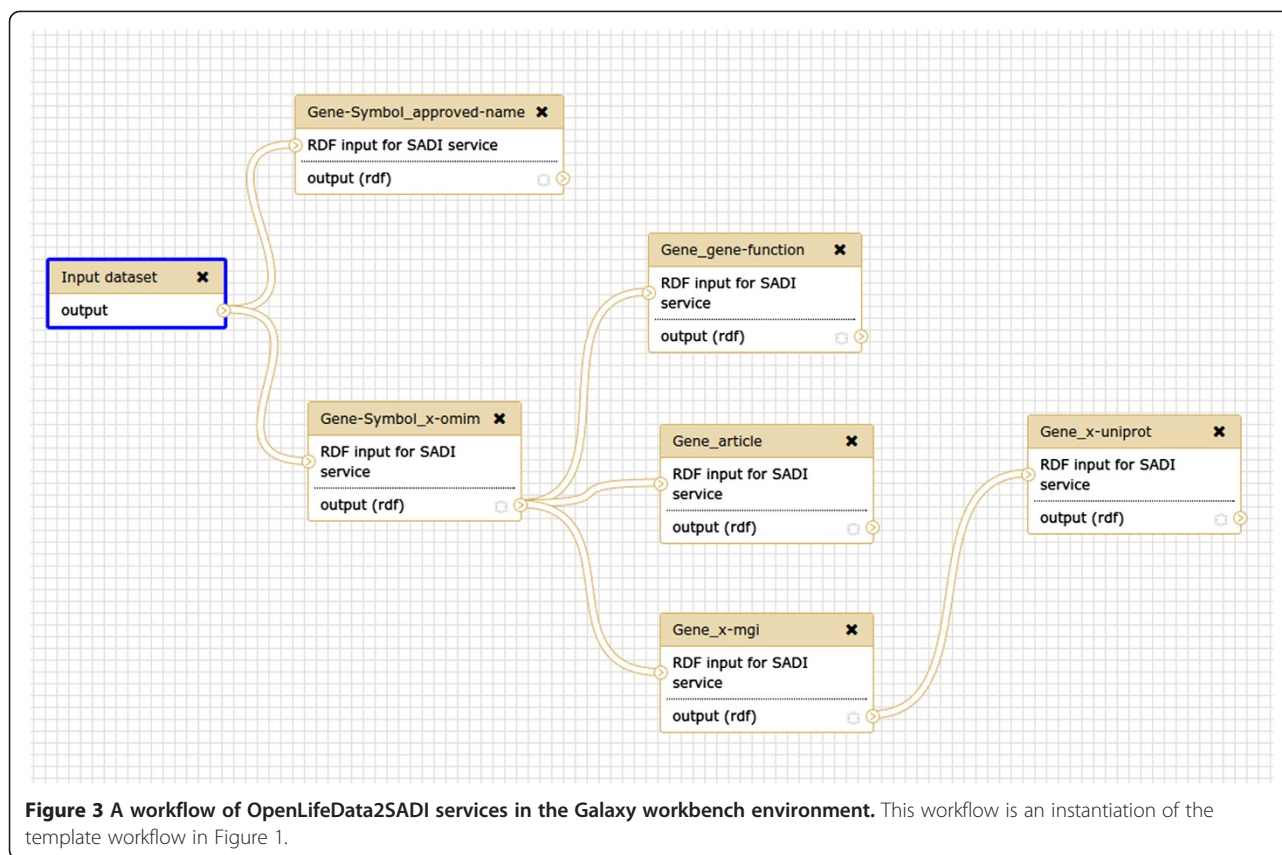 Gene-Symbol_approved-name ✖
RDF input for SADI service
output (rdf)
Input dataset ✖
output
Gene_gene-function ✖
RDF input for SADI
service
output (rdf)
Gene-Symbol_x-omim ✖
RDF input for SADI
service
output (rdf)
Gene_article ✖
RDF input for SADI
service
output (rdf)
Gene_x-uniprot ✖
RDF input for SADI
service
output (rdf)
Gene_x-mgi ✖
RDF input for SADI
service
output (rdf)
Figure 3 A workflow of OpenLifeData2SADI services in the Galaxy workbench environment. This workflow is an instantiation of the
template workflow in Figure 1.